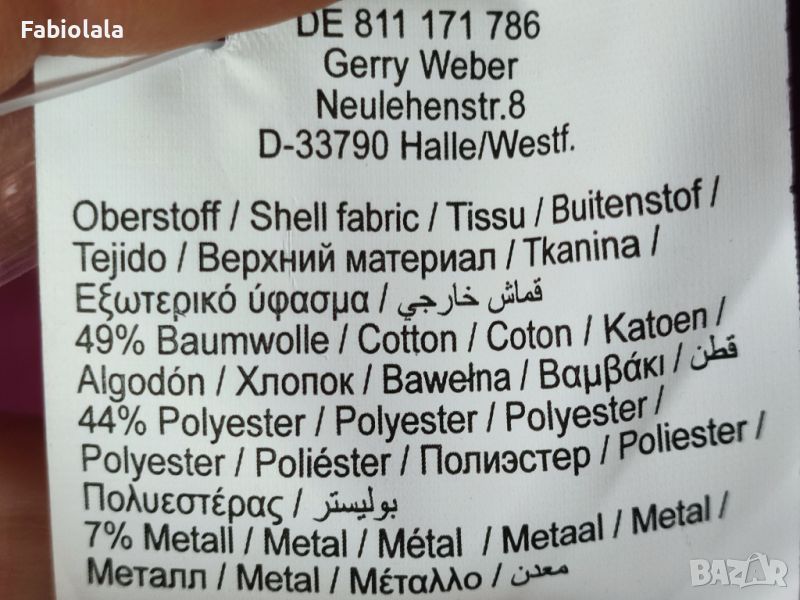 Fabiolala
DE 811 171 786
Gerry Weber
Neulehenstr.8
D-33790 Halle/Westf.
Oberstoff / Shell fabric / Tissu / Buitenstof /
Tejido / Верхний материал / Tkanina /
Εξωτερικό ύφασμα / قماش خارجي
49% Baumwolle / Cotton / Coton / Katoen /
Algodón / Хлопок / Bawełna / Βαμβάκι / قطن
44% Polyester / Polyester / Polyester /
Polyester / Poliéster / Полиэстер / Poliester /
Πολυεστέρας / بوليستر
7% Metall / Metal / Métal / Metaal / Metal /
Металл / Metal / Μέταλλο / معدن
BAZAR